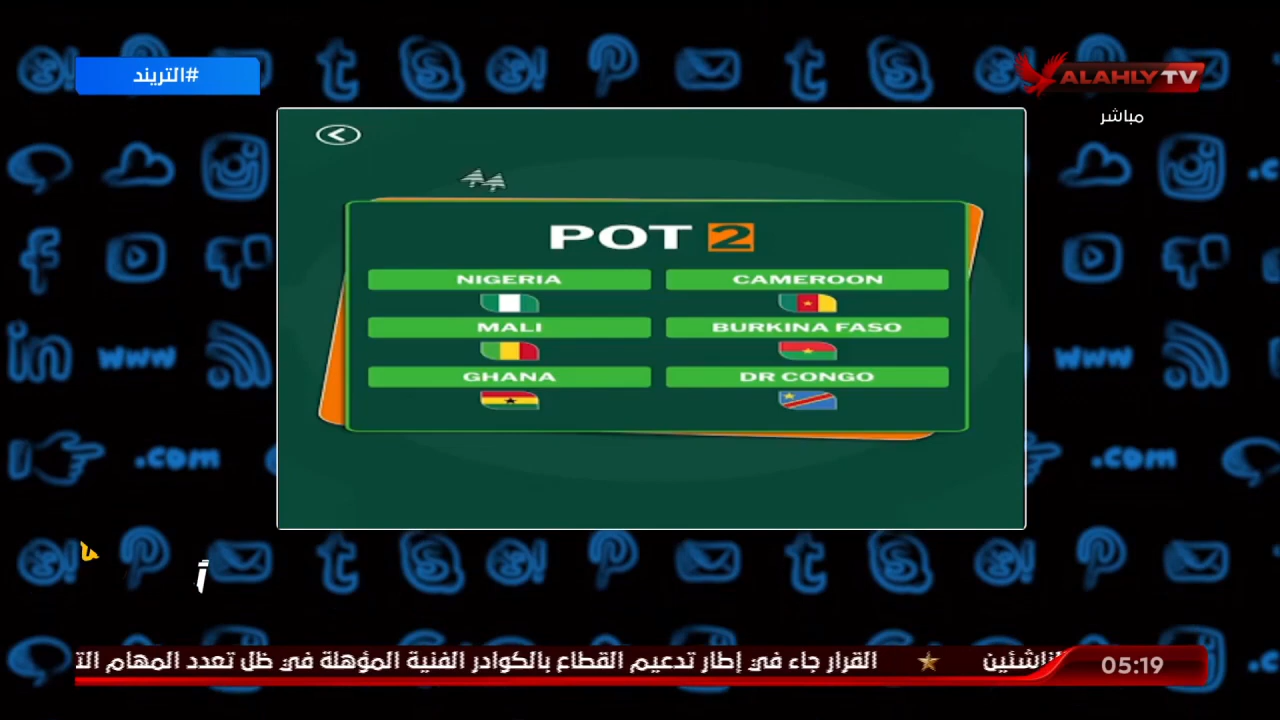 #التريند
ALAHLY TV
مباشر
POT 2
NIGERIA
CAMEROON
MALI
BURKINA FASO
GHANA
DR CONGO
الناشئين ★ القرار جاء في إطار تدعيم القطاع بالكوادر الفنية المؤهلة في ظل تعدد المهام
05:19